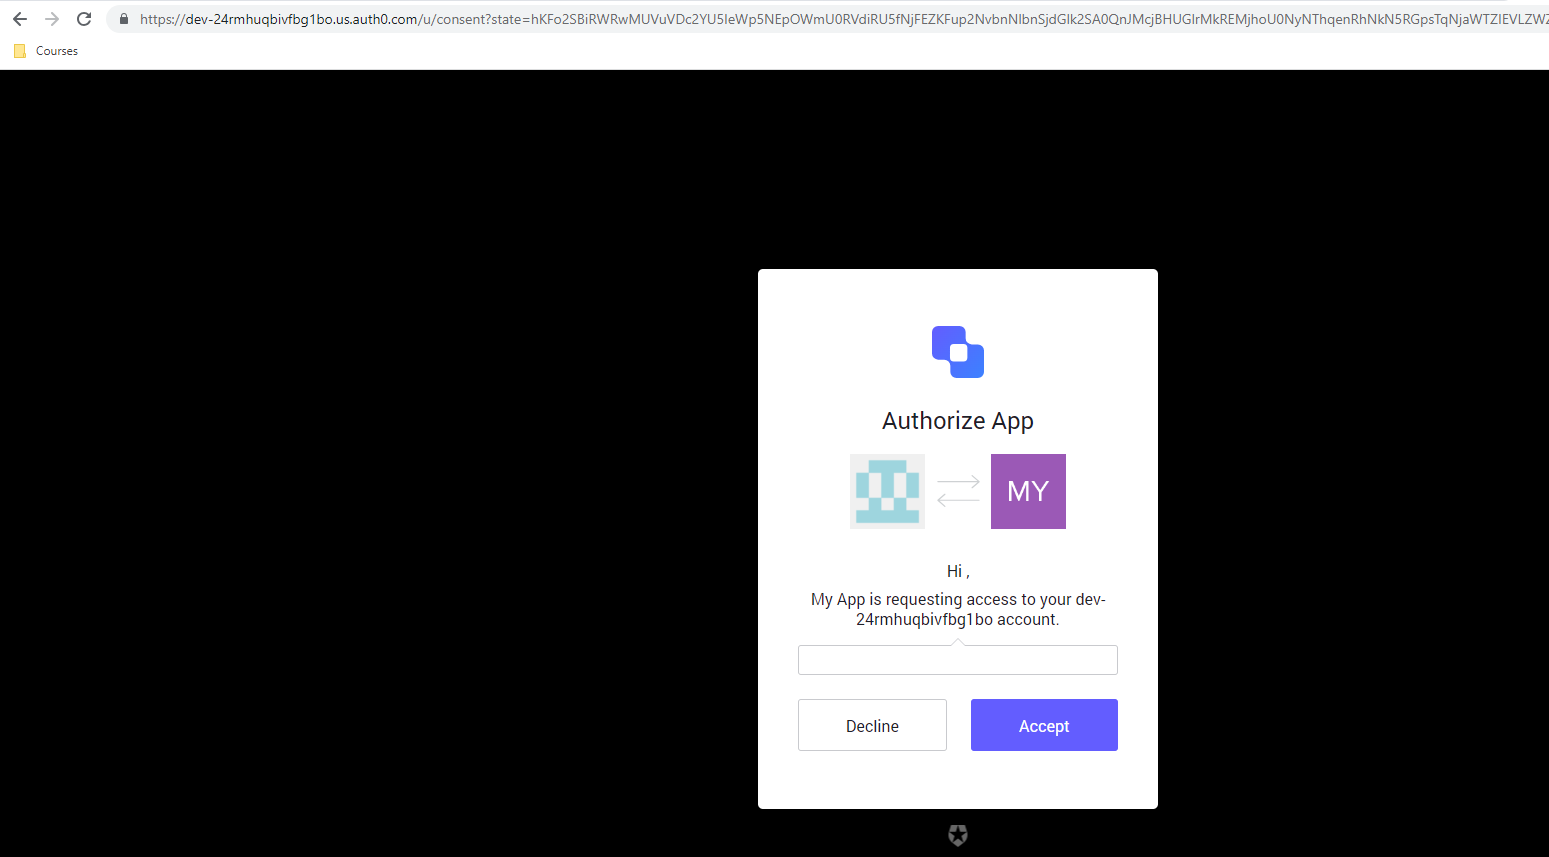 https://dev-24rmhuqbivfbg1bo.us.auth0.com/u/consent?state=hKFo2SBiRWRwMUVuVDc2YU5IeWp5NEpOWmU0RVdiRU5fNjFEZKFup2NvbnNlbnSjdGlk2SA0QnJMcjBHUGlrMkREMjhoU0NyNThqenRhNkN5RGpsTqNjaWTZIEVLZWZ
Courses
Authorize App
MY
Hi ,
My App is requesting access to your dev-
24rmhuqbivfbg1bo account.
Decline
Accept